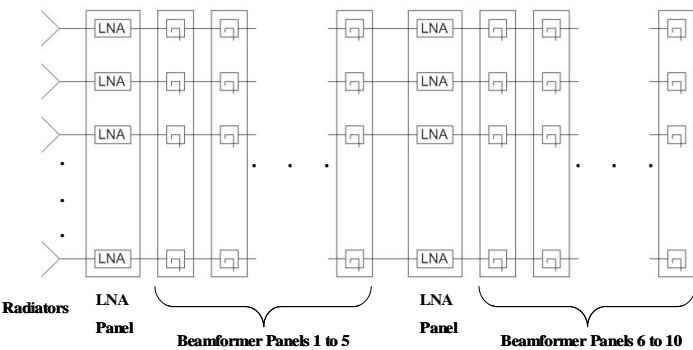 LNA LNA
LNA LNA
LNA LNA
LNA LNA
Radiators
LNA
Panel
Beamformer Panels 1 to 5
LNA
Panel
Beamformer Panels 6 to 10